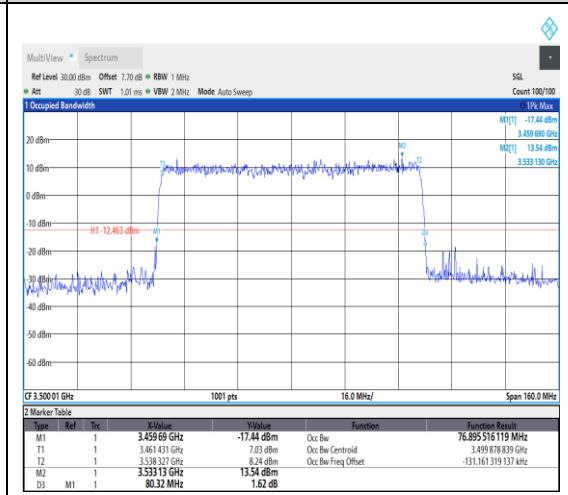 MultiView Spectrum
Ref Level 30.00 dBm Offset 7.70 dB RBW 1 MHz SGL
Att 30 dB SWT 1.01 ms VBW 2 MHz Mode Auto Sweep Count 100/100
1 Occupied Bandwidth 1Pk Max
M1[1] -17.44 dBm
3.459 690 GHz
M2[1] 13.54 dBm
3.533 130 GHz
20 dBm
M2
T1 T2
10 dBm
0 dBm
-10 dBm
H1 -12.463 dBm M1 D3
-20 dBm
-30 dBm
-40 dBm
-50 dBm
-60 dBm
CF 3.500 01 GHz 1001 pts 16.0 MHz/ Span 160.0 MHz
2 Marker Table
Type Ref Trc X-Value Y-Value Function Function Result
M1 1 3.459 69 GHz -17.44 dBm Occ Bw 76.895 516 119 MHz
T1 1 3.461 431 GHz 7.03 dBm Occ Bw Centroid 3.499 878 839 GHz
T2 1 3.538 327 GHz 8.24 dBm Occ Bw Freq Offset -131.161 319 137 kHz
M2 1 3.533 13 GHz 13.54 dBm
D3 M1 1 80.32 MHz 1.62 dB